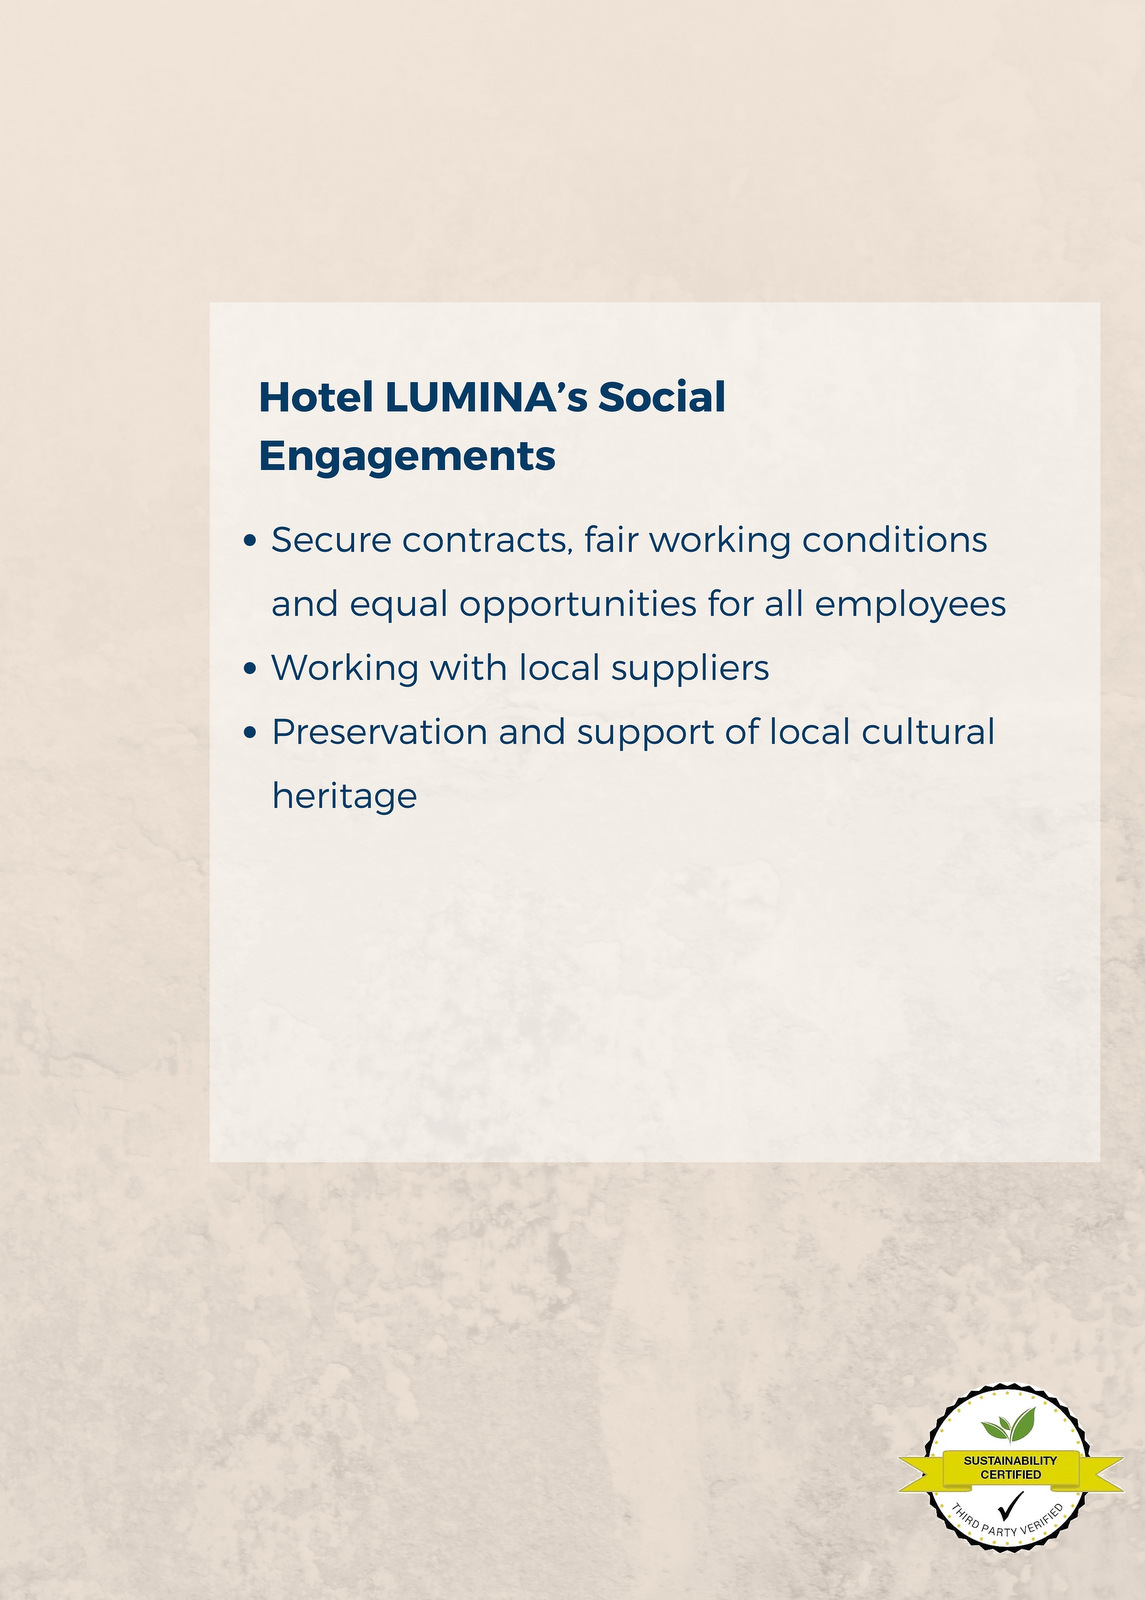 Hotel LUMINA’s Social
Engagements
• Secure contracts, fair working conditions
and equal opportunities for all employees
• Working with local suppliers
• Preservation and support of local cultural
heritage
SUSTAINABILITY
CERTIFIED
THIRD PARTY VERIFIED